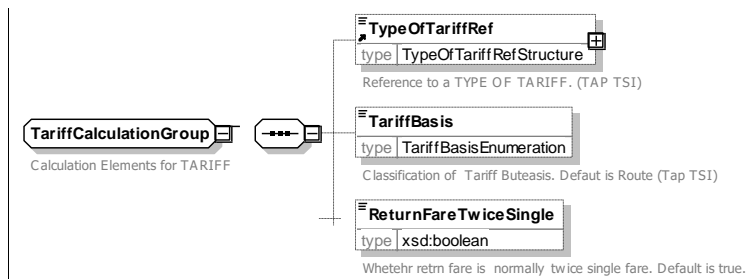 TypeOfTariffRef
type TypeOfTariffRefStructure
Reference to a TYPE OF TARIFF. (TAP TSI)
TariffCalculationGroup
Calculation Elements for TARIFF
TariffBasis
type TariffBasisEnumeration
Classification of Tariff Buteasis. Defaut is Route (Tap TSI)
ReturnFareTwiceSingle
type xsd:boolean
Whetehr retrn fare is normally twice single fare. Default is true.